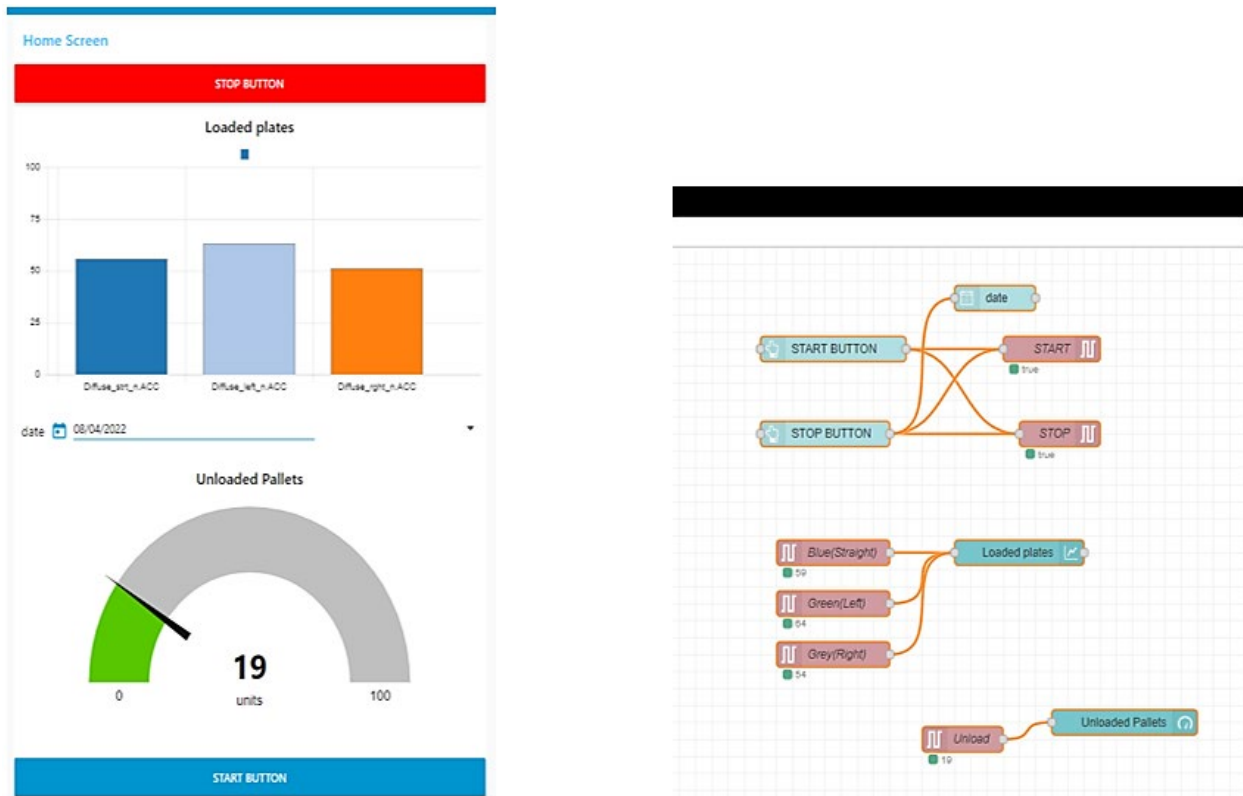 Home Screen
STOP BUTTON
Loaded plates
100
75
50
25
0
Diffuse_strt_n.ACC
Diffuse_left_n.ACC
Diffuse_rght_n.ACC
date 08/04/2022
Unloaded Pallets
19
units
0
100
START BUTTON
date
START BUTTON
START
true
STOP BUTTON
STOP
true
Blue(Straight)
59
Loaded plates
Green(Left)
64
Grey(Right)
54
Unloaded Pallets
Unload
19